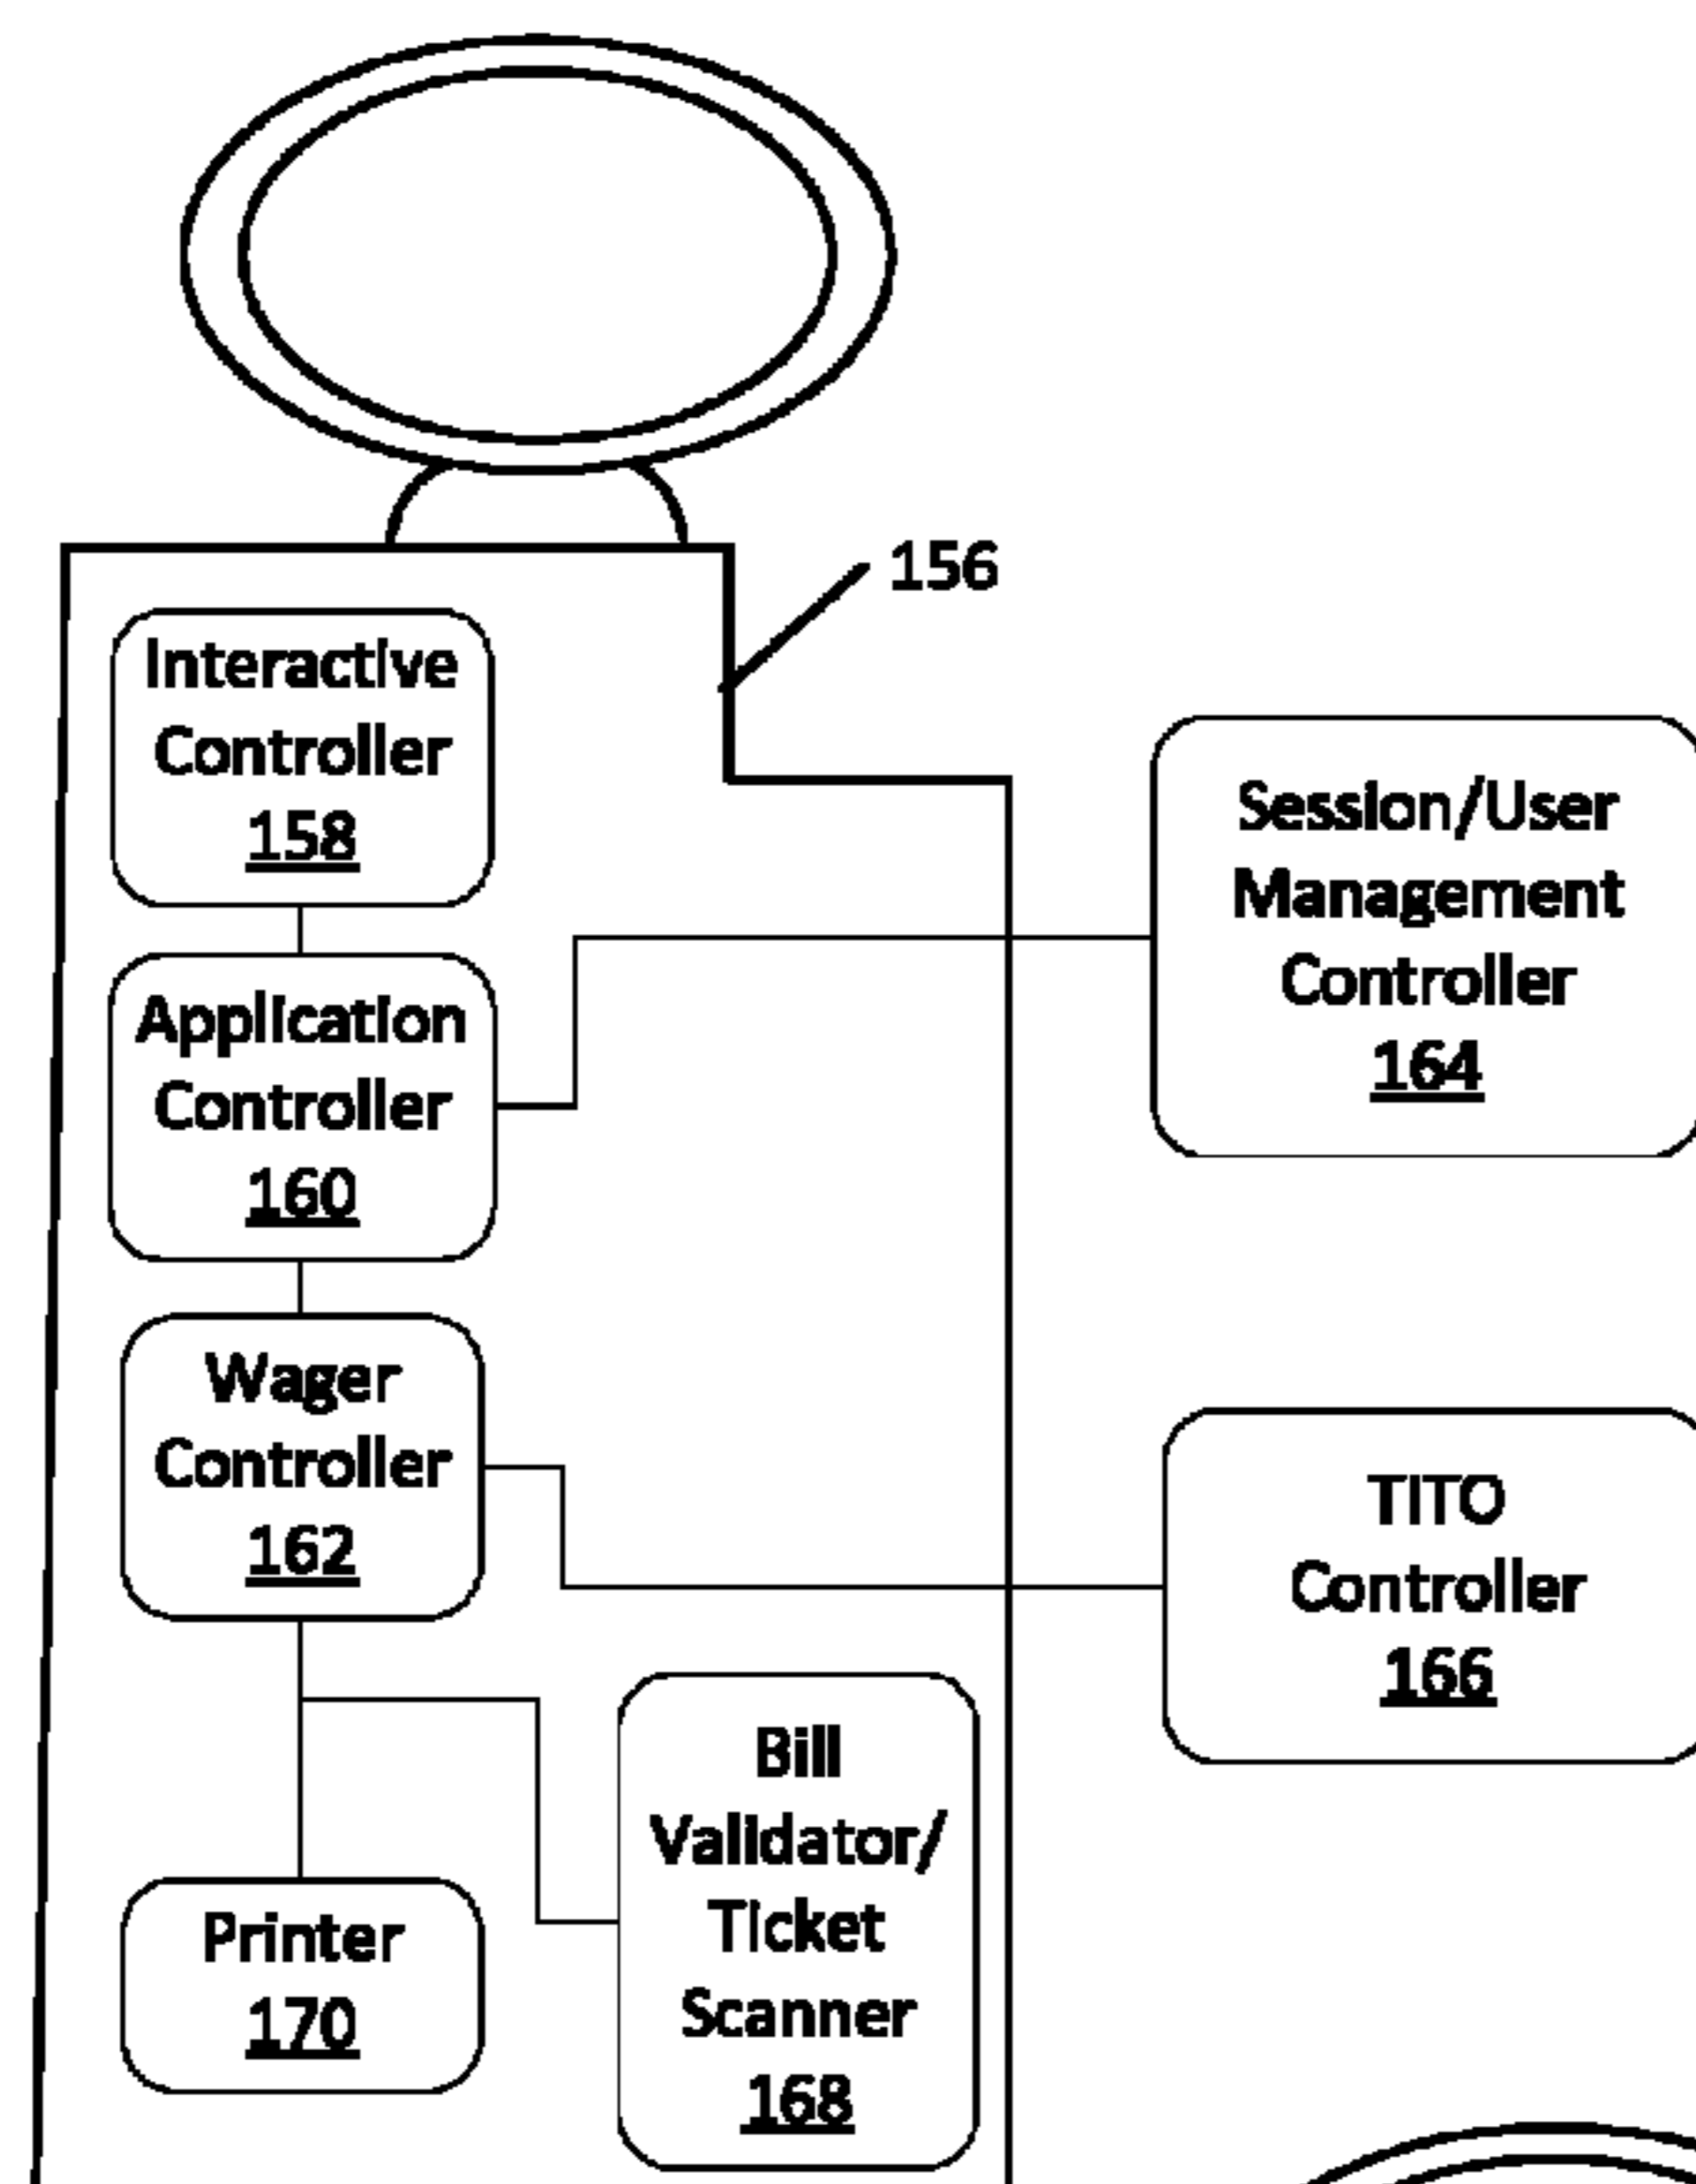 156
Interactive
Controller
158
Session/User
Management
Controller
164
Application
Controller
160
Wager
Controller
162
TITO
Controller
166
Bill
Validator/
Ticket
Scanner
168
Printer
170